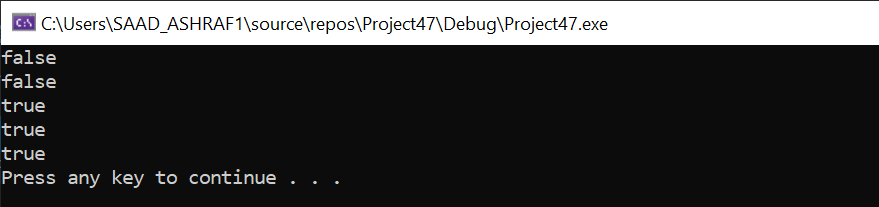 C:\Users\SAAD_ASHRAF1\source\repos\Project47\Debug\Project47.exe
false
false
true
true
true
Press any key to continue . . .